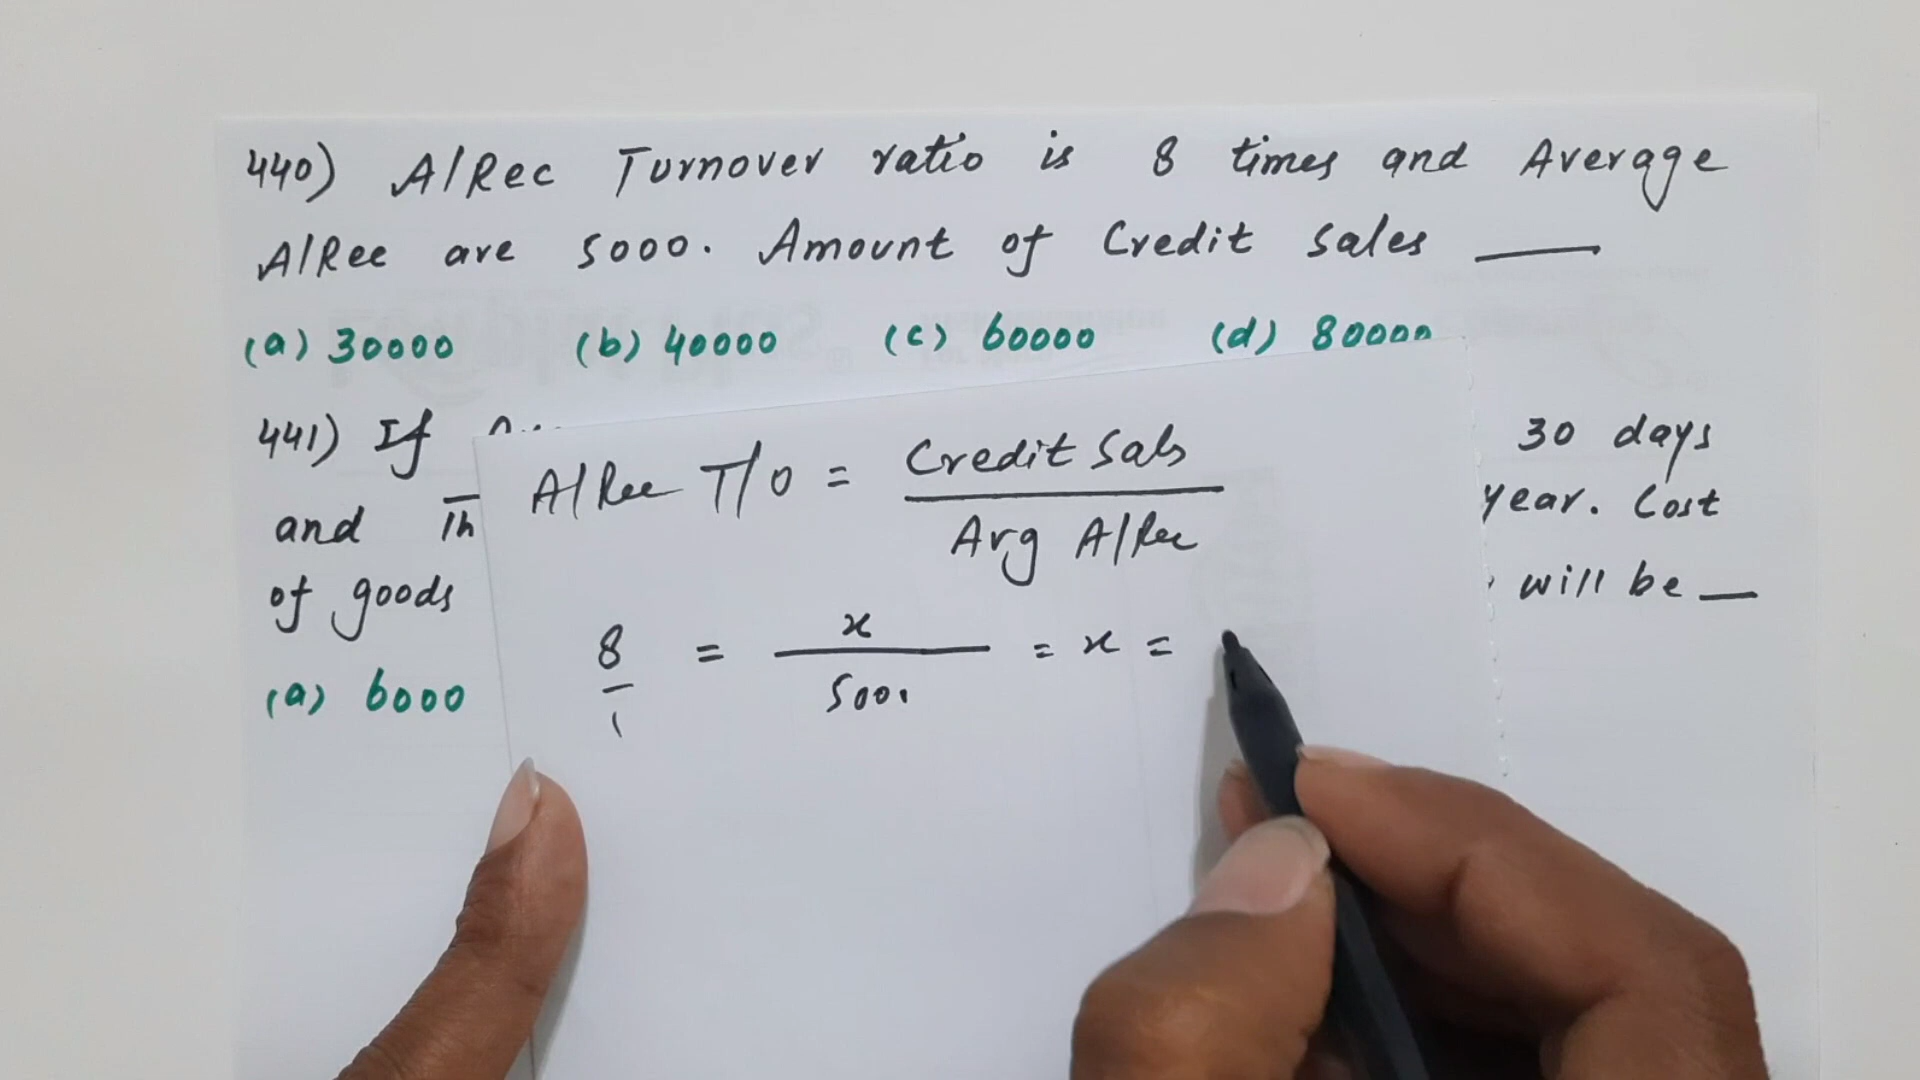 440) A/Rec Turnover ratio is 8 times and Average
A/Rec are 5000. Amount of Credit sales ___
(a) 30000 (b) 40000 (c) 60000 (d) 80000
441) If 30 days
and year. Cost
of goods will be __
(a) 6000
A/Rec T/O = Credit Sals / Avg A/Rec
8/1 = x/5000 = x =